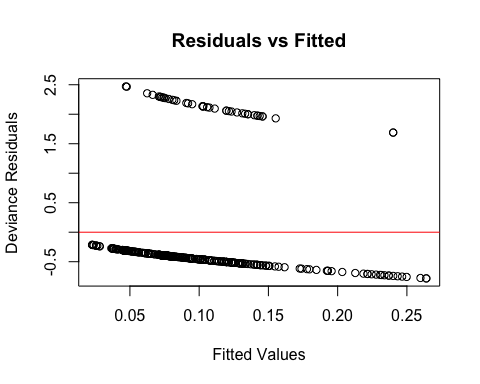 Residuals vs Fitted
Deviance Residuals
2.5
1.5
0.5
-0.5
0.05 0.10 0.15 0.20 0.25
Fitted Values